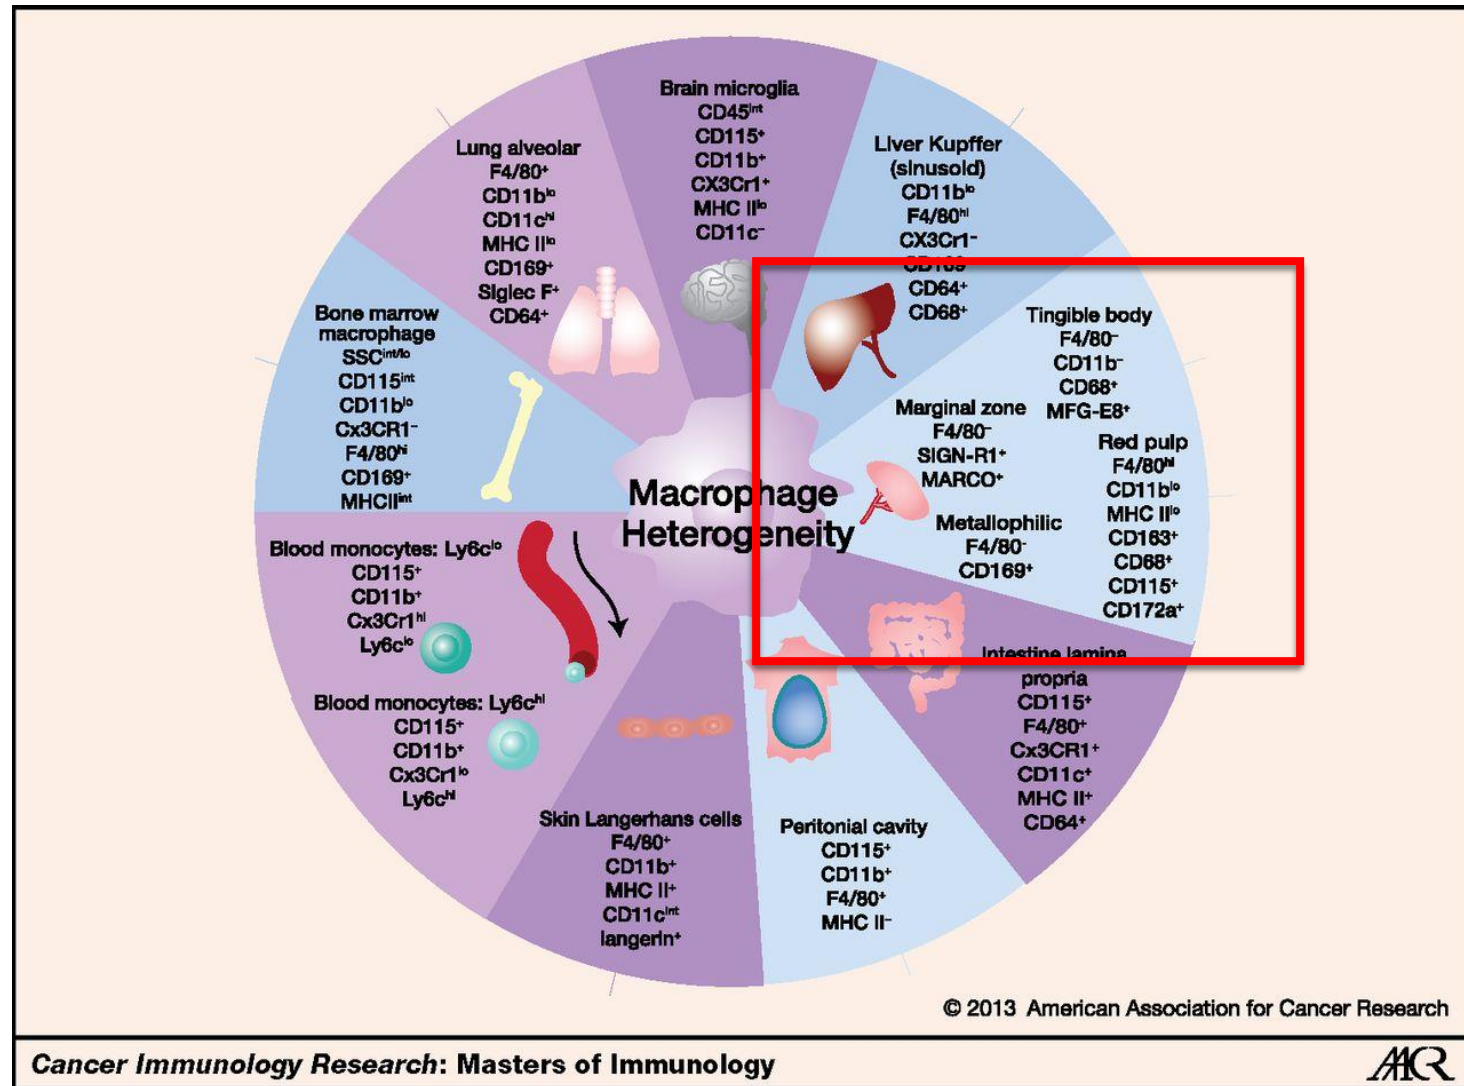 Brain microglia
CD45int
CD115+
CD11b+
CX3Cr1+
MHC IIlo
CD11c-
Liver Kupffer
(sinusoid)
CD11blo
F4/80hi
CX3Cr1-
CD169
CD64+
CD68+
Tingible body
F4/80-
CD11b-
CD68+
MFG-E8+
Marginal zone
F4/80-
SIGN-R1+
MARCO+
Red pulp
F4/80hi
CD11blo
MHC IIlo
CD163+
CD68+
CD115+
CD172a+
Metallophilic
F4/80-
CD169+
Intestine lamina
propria
CD115+
F4/80+
Cx3CR1+
CD11c+
MHC II+
CD64+
Peritonial cavity
CD115+
CD11b+
F4/80+
MHC II-
Skin Langerhans cells
F4/80+
CD11b+
MHC II+
CD11cint
langerin+
Blood monocytes: Ly6clo
CD115+
CD11b+
Cx3Cr1hi
Ly6clo
Blood monocytes: Ly6chi
CD115+
CD11b+
Cx3Cr1lo
Ly6chi
Bone marrow
macrophage
SSCint/lo
CD115int
CD11blo
Cx3CR1-
F4/80hi
CD169+
MHCIIint
Lung alveolar
F4/80+
CD11blo
CD11chi
MHC IIlo
CD169+
Siglec F+
CD64+
Macrophage
Heterogeneity
© 2013 American Association for Cancer Research
Cancer Immunology Research: Masters of Immunology
AACR